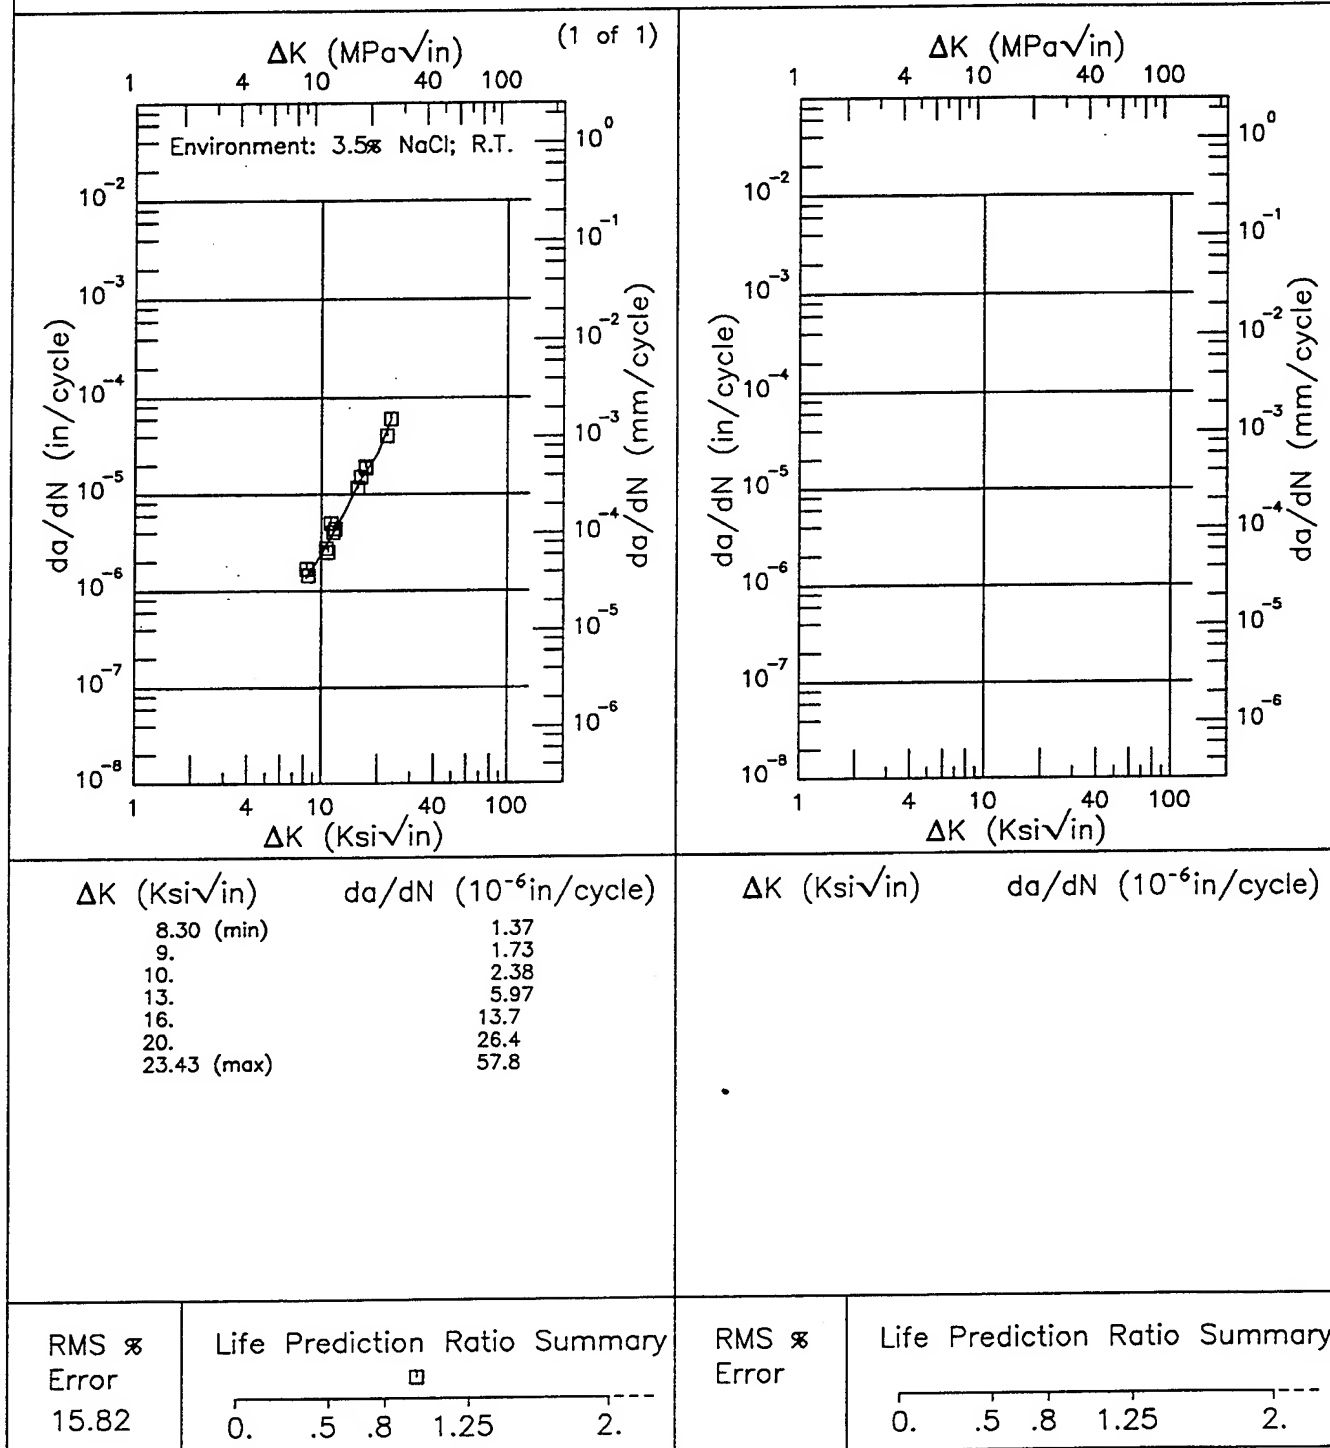 (1 of 1)
ΔK (MPa√in)
1 4 10 40 100
Environment: 3.5% NaCl; R.T.
da/dN (in/cycle)
10⁻²
10⁻³
10⁻⁴
10⁻⁵
10⁻⁶
10⁻⁷
10⁻⁸
da/dN (mm/cycle)
10⁰
10⁻¹
10⁻²
10⁻³
10⁻⁴
10⁻⁵
10⁻⁶
1 4 10 40 100
ΔK (Ksi√in)
ΔK (MPa√in)
1 4 10 40 100
da/dN (in/cycle)
10⁻²
10⁻³
10⁻⁴
10⁻⁵
10⁻⁶
10⁻⁷
10⁻⁸
da/dN (mm/cycle)
10⁰
10⁻¹
10⁻²
10⁻³
10⁻⁴
10⁻⁵
10⁻⁶
1 4 10 40 100
ΔK (Ksi√in)
ΔK (Ksi√in) da/dN (10⁻⁶in/cycle)
8.30 (min) 1.37
9. 1.73
10. 2.38
13. 5.97
16. 13.7
20. 26.4
23.43 (max) 57.8
ΔK (Ksi√in) da/dN (10⁻⁶in/cycle)
RMS %
Error
15.82
Life Prediction Ratio Summary
0. .5 .8 1.25 2.
RMS %
Error
Life Prediction Ratio Summary
0. .5 .8 1.25 2.